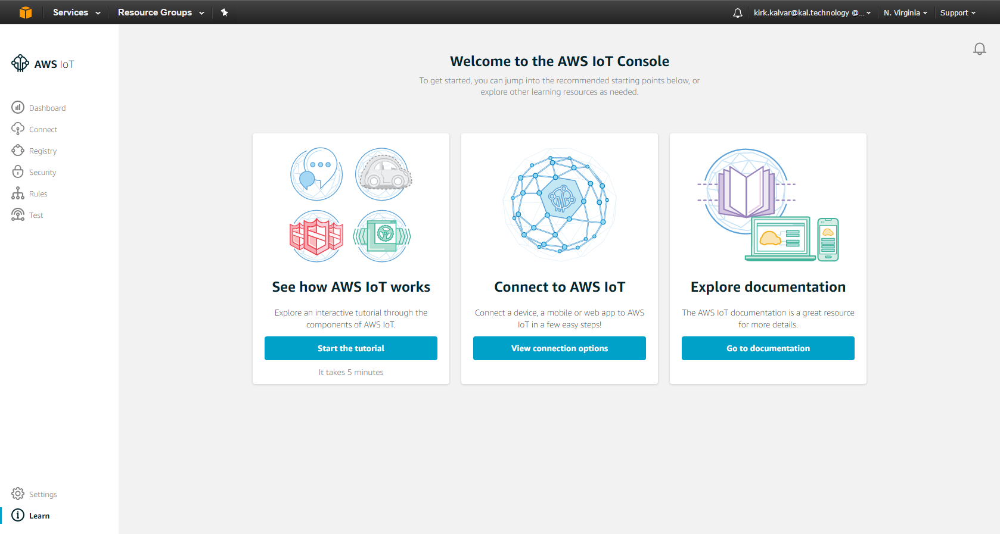 Services
Resource Groups
kirk.kalvar@kal.technology @...
N. Virginia
Support
AWS IoT
Dashboard
Connect
Registry
Security
Rules
Test
Settings
Learn
Welcome to the AWS IoT Console
To get started, you can jump into the recommended starting points below, or
explore other learning resources as needed.
See how AWS IoT works
Explore an interactive tutorial through the
components of AWS IoT.
Start the tutorial
It takes 5 minutes
Connect to AWS IoT
Connect a device, a mobile or web app to AWS
IoT in a few easy steps!
View connection options
Explore documentation
The AWS IoT documentation is a great resource
for more details.
Go to documentation